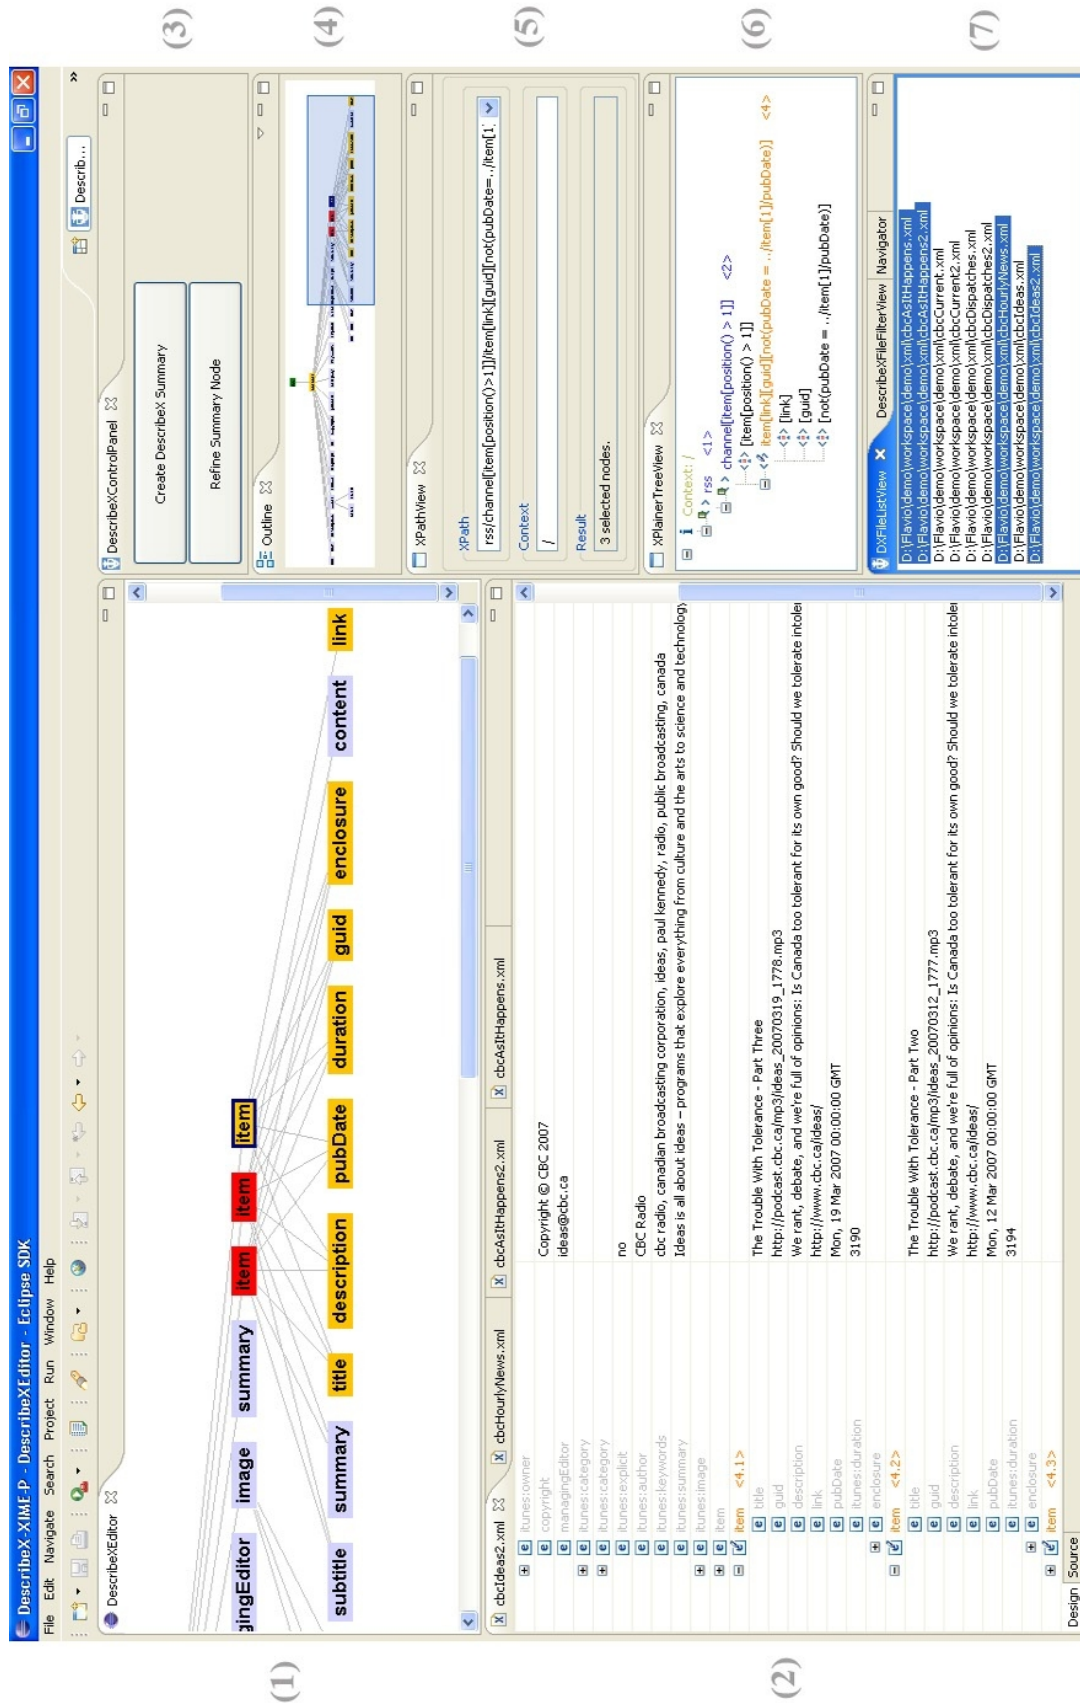 DescribeX-XIME-P - DescribeXEditor - Eclipse SDK
File Edit Navigate Search Project Run Window Help
Describ...
»
(1)
DescribeXEditor
gingEditor
image
summary
item
item
item
subtitle
summary
title
description
pubDate
duration
guid
enclosure
content
link
(2)
cbcIdeas2.xml
cbcHourlyNews.xml
cbcAsItHappens2.xml
cbcAsItHappens.xml
itunes:owner
copyright Copyright © CBC 2007
managingEditor ideas@cbc.ca
itunes:category
itunes:category
itunes:explicit no
itunes:author CBC Radio
itunes:keywords cbc radio, canadian broadcasting corporation, ideas, paul kennedy, radio, public broadcasting, canada
itunes:summary Ideas is all about ideas – programs that explore everything from culture and the arts to science and technology
itunes:image
item
item <4.1>
title The Trouble With Tolerance - Part Three
guid http://podcast.cbc.ca/mp3/ideas_20070319_1778.mp3
description We rant, debate, and we're full of opinions: Is Canada too tolerant for its own good? Should we tolerate intoler
link http://www.cbc.ca/ideas/
pubDate Mon, 19 Mar 2007 00:00:00 GMT
itunes:duration 3190
enclosure
item <4.2>
title The Trouble With Tolerance - Part Two
guid http://podcast.cbc.ca/mp3/ideas_20070312_1777.mp3
description We rant, debate, and we're full of opinions: Is Canada too tolerant for its own good? Should we tolerate intoler
link http://www.cbc.ca/ideas/
pubDate Mon, 12 Mar 2007 00:00:00 GMT
itunes:duration 3194
enclosure
item <4.3>
Design Source
DescribeXControlPanel
(3)
Create DescribeX Summary
Refine Summary Node
Outline
(4)
XPathView
(5)
XPath
rss/channel[item[position()>1]]/item[link][guid][not(pubDate=../item[1]
Context
/
Result
3 selected nodes.
XPlainerTreeView
(6)
Context: /
rss <1>
channel[item[position() > 1]] <2>
[item[position() > 1]]
item[link][guid][not(pubDate = ../item[1]/pubDate)] <4>
[link]
[guid]
[not(pubDate = ../item[1]/pubDate)]
DXFileListView DescribeXFileFilterView Navigator
(7)
D:\Flavio\demo\workspace\demo\xml\cbcAsItHappens.xml
D:\Flavio\demo\workspace\demo\xml\cbcAsItHappens2.xml
D:\Flavio\demo\workspace\demo\xml\cbcCurrent.xml
D:\Flavio\demo\workspace\demo\xml\cbcCurrent2.xml
D:\Flavio\demo\workspace\demo\xml\cbcDispatches.xml
D:\Flavio\demo\workspace\demo\xml\cbcDispatches2.xml
D:\Flavio\demo\workspace\demo\xml\cbcHourlyNews.xml
D:\Flavio\demo\workspace\demo\xml\cbcIdeas.xml
D:\Flavio\demo\workspace\demo\xml\cbcIdeas2.xml